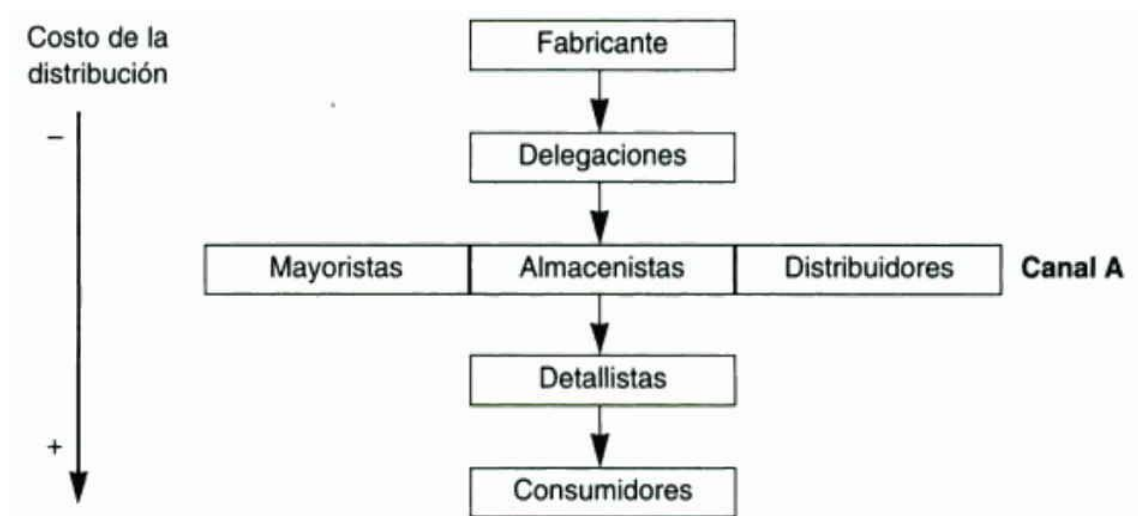 Costo de la
distribución
Fabricante
–
Delegaciones
Mayoristas Almacenistas Distribuidores Canal A
Detallistas
+
Consumidores